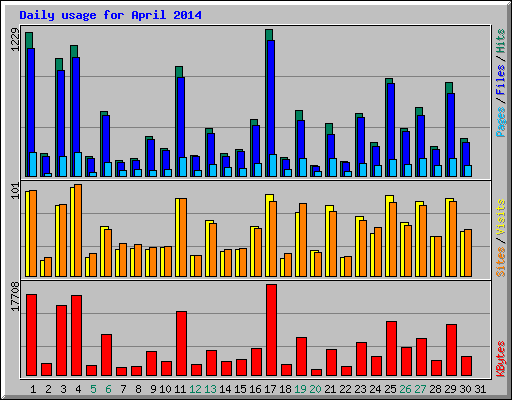 Daily usage for April 2014
1229
Pages / Files / Hits
101
Sites / Visits
17708
KBytes
1 2 3 4 5 6 7 8 9 10 11 12 13 14 15 16 17 18 19 20 21 22 23 24 25 26 27 28 29 30 31